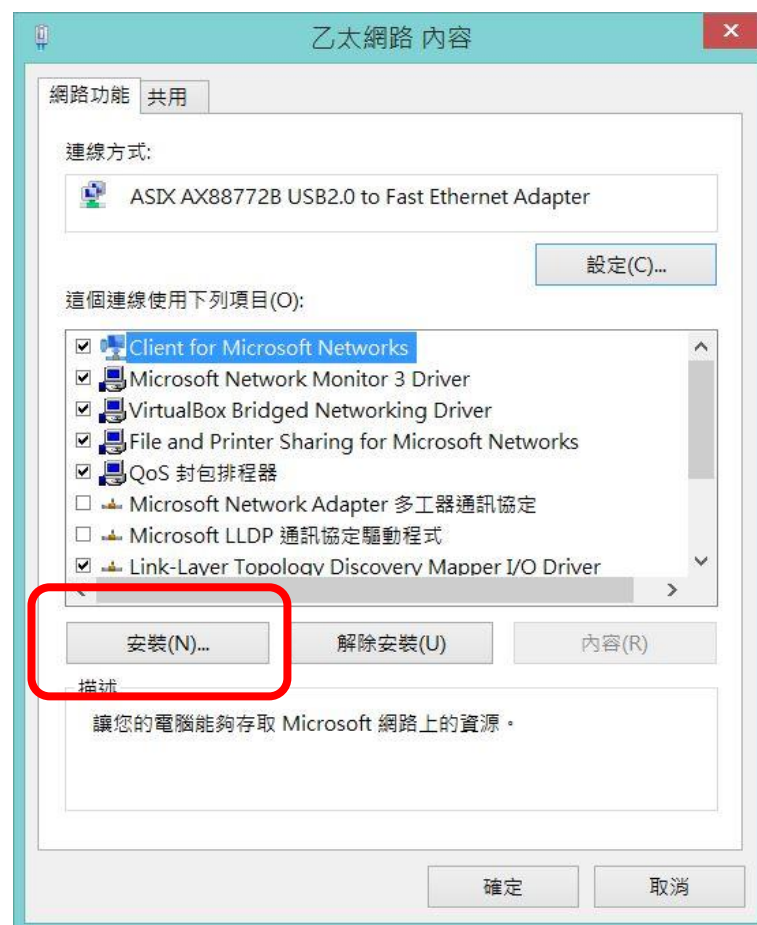 乙太網路 內容
網路功能 共用
連線方式:
ASIX AX88772B USB2.0 to Fast Ethernet Adapter
設定(C)...
這個連線使用下列項目(O):
Client for Microsoft Networks
Microsoft Network Monitor 3 Driver
VirtualBox Bridged Networking Driver
File and Printer Sharing for Microsoft Networks
QoS 封包排程器
Microsoft Network Adapter 多工器通訊協定
Microsoft LLDP 通訊協定驅動程式
Link-Layer Topology Discovery Mapper I/O Driver
安裝(N)... 解除安裝(U) 內容(R)
描述
讓您的電腦能夠存取 Microsoft 網路上的資源。
確定 取消